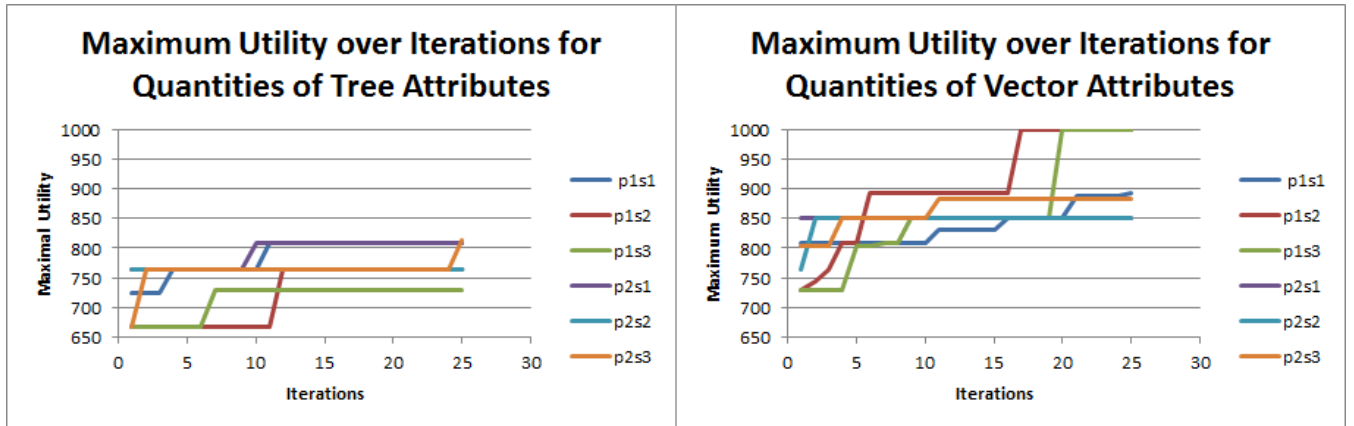 Maximum Utility over Iterations for
Quantities of Tree Attributes
1000
950
900
850
800
750
700
650
Maximal Utility
0 5 10 15 20 25 30
Iterations
p1s1
p1s2
p1s3
p2s1
p2s2
p2s3
Maximum Utility over Iterations for
Quantities of Vector Attributes
1000
950
900
850
800
750
700
650
Maximum Utility
0 5 10 15 20 25 30
Iterations
p1s1
p1s2
p1s3
p2s1
p2s2
p2s3